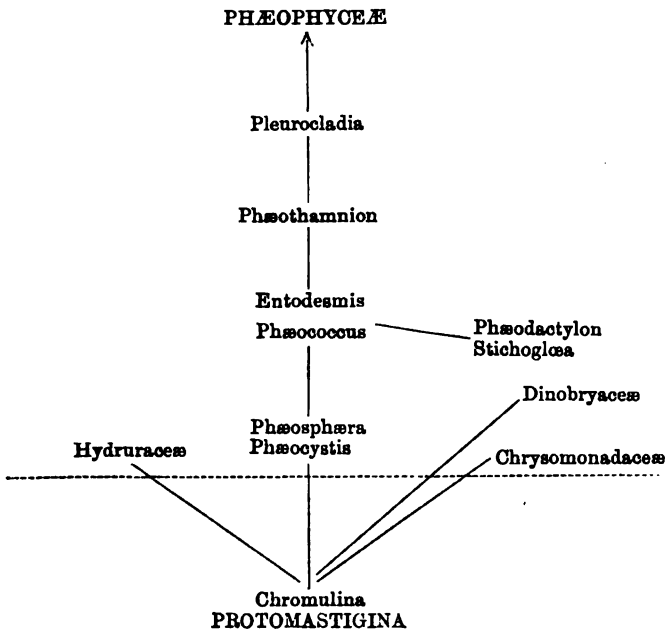 PHÆOPHYCEÆ
Pleurocladia
Phæothamnion
Entodesmis
Phæococcus
Phæodactylon
Stichoglœa
Dinobryaceæ
Phæosphæra
Phæocystis
Hydruraceæ
Chrysomonadaceæ
Chromulina
PROTOMASTIGINA